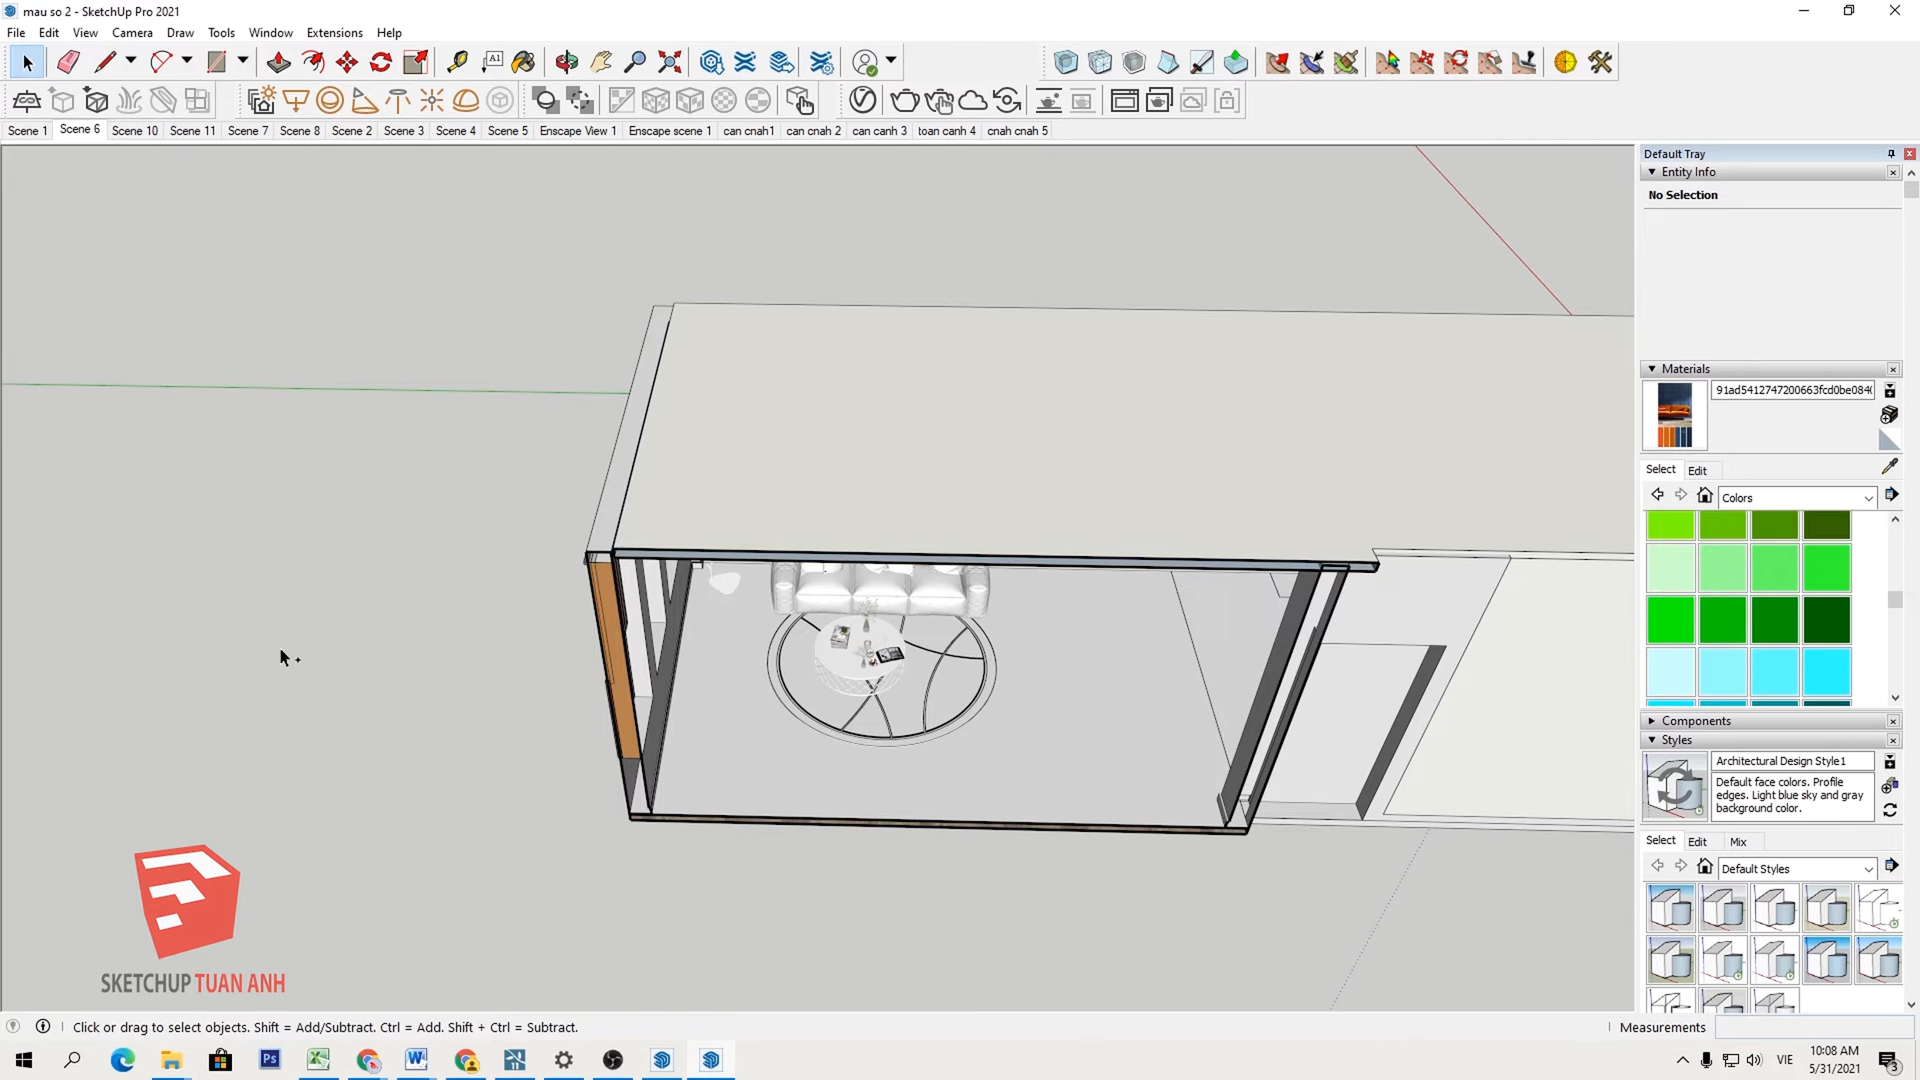 mau so 2 - SketchUp Pro 2021
File Edit View Camera Draw Tools Window Extensions Help
A1
Scene 1 Scene 6 Scene 10 Scene 11 Scene 7 Scene 8 Scene 2 Scene 3 Scene 4 Scene 5 Enscape View 1 Enscape scene 1 can cnah1 can cnah 2 can canh 3 toan canh 4 cnah cnah 5
Default Tray
Entity Info
No Selection
Materials
91ad5412747200663fcd0be084(
Select Edit
Colors
Components
Styles
Architectural Design Style1
Default face colors. Profile
edges. Light blue sky and gray
background color.
Select Edit Mix
Default Styles
SKETCHUP TUAN ANH
Click or drag to select objects. Shift = Add/Subtract. Ctrl = Add. Shift + Ctrl = Subtract.
Measurements
Ps
VIE
10:08 AM
5/31/2021
3